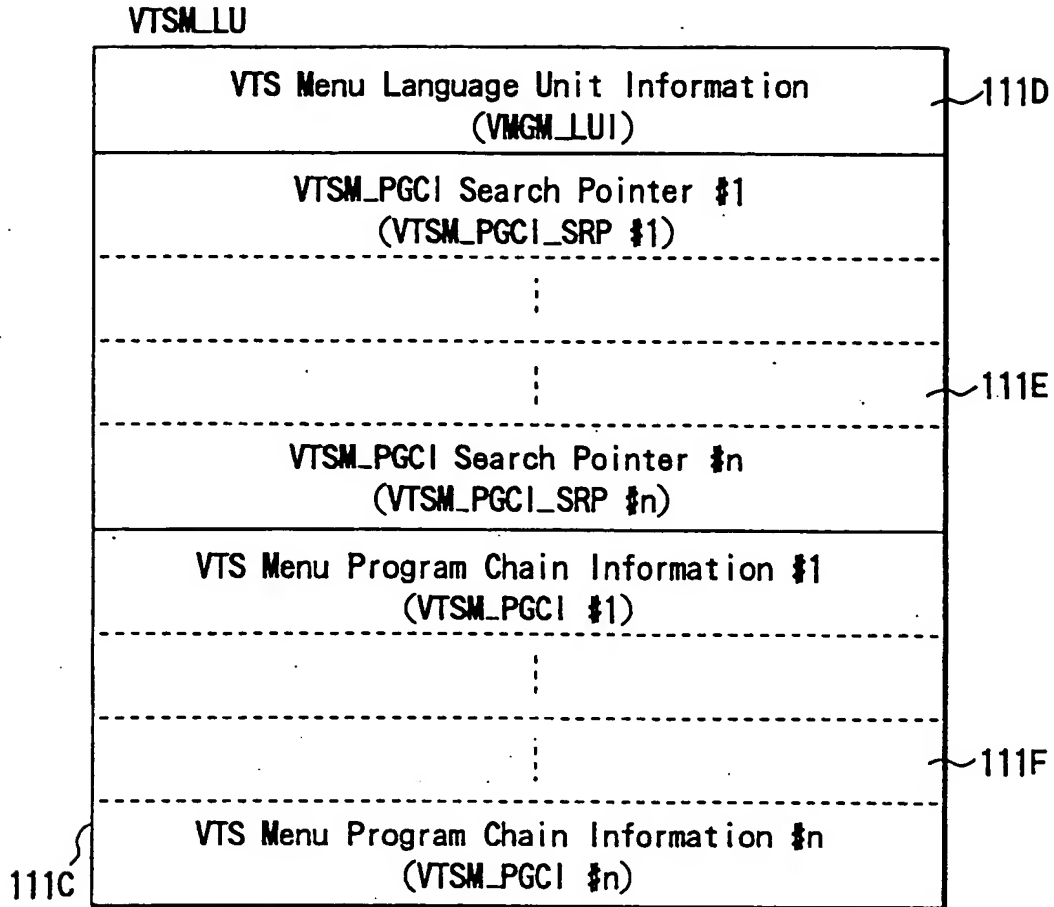 VTSM_LU
VTS Menu Language Unit Information
(VMGM_LUI)
111D
VTSM_PGCI Search Pointer #1
(VTSM_PGCI_SRP #1)
111E
VTSM_PGCI Search Pointer #n
(VTSM_PGCI_SRP #n)
VTS Menu Program Chain Information #1
(VTSM_PGCI #1)
111F
VTS Menu Program Chain Information #n
(VTSM_PGCI #n)
111C